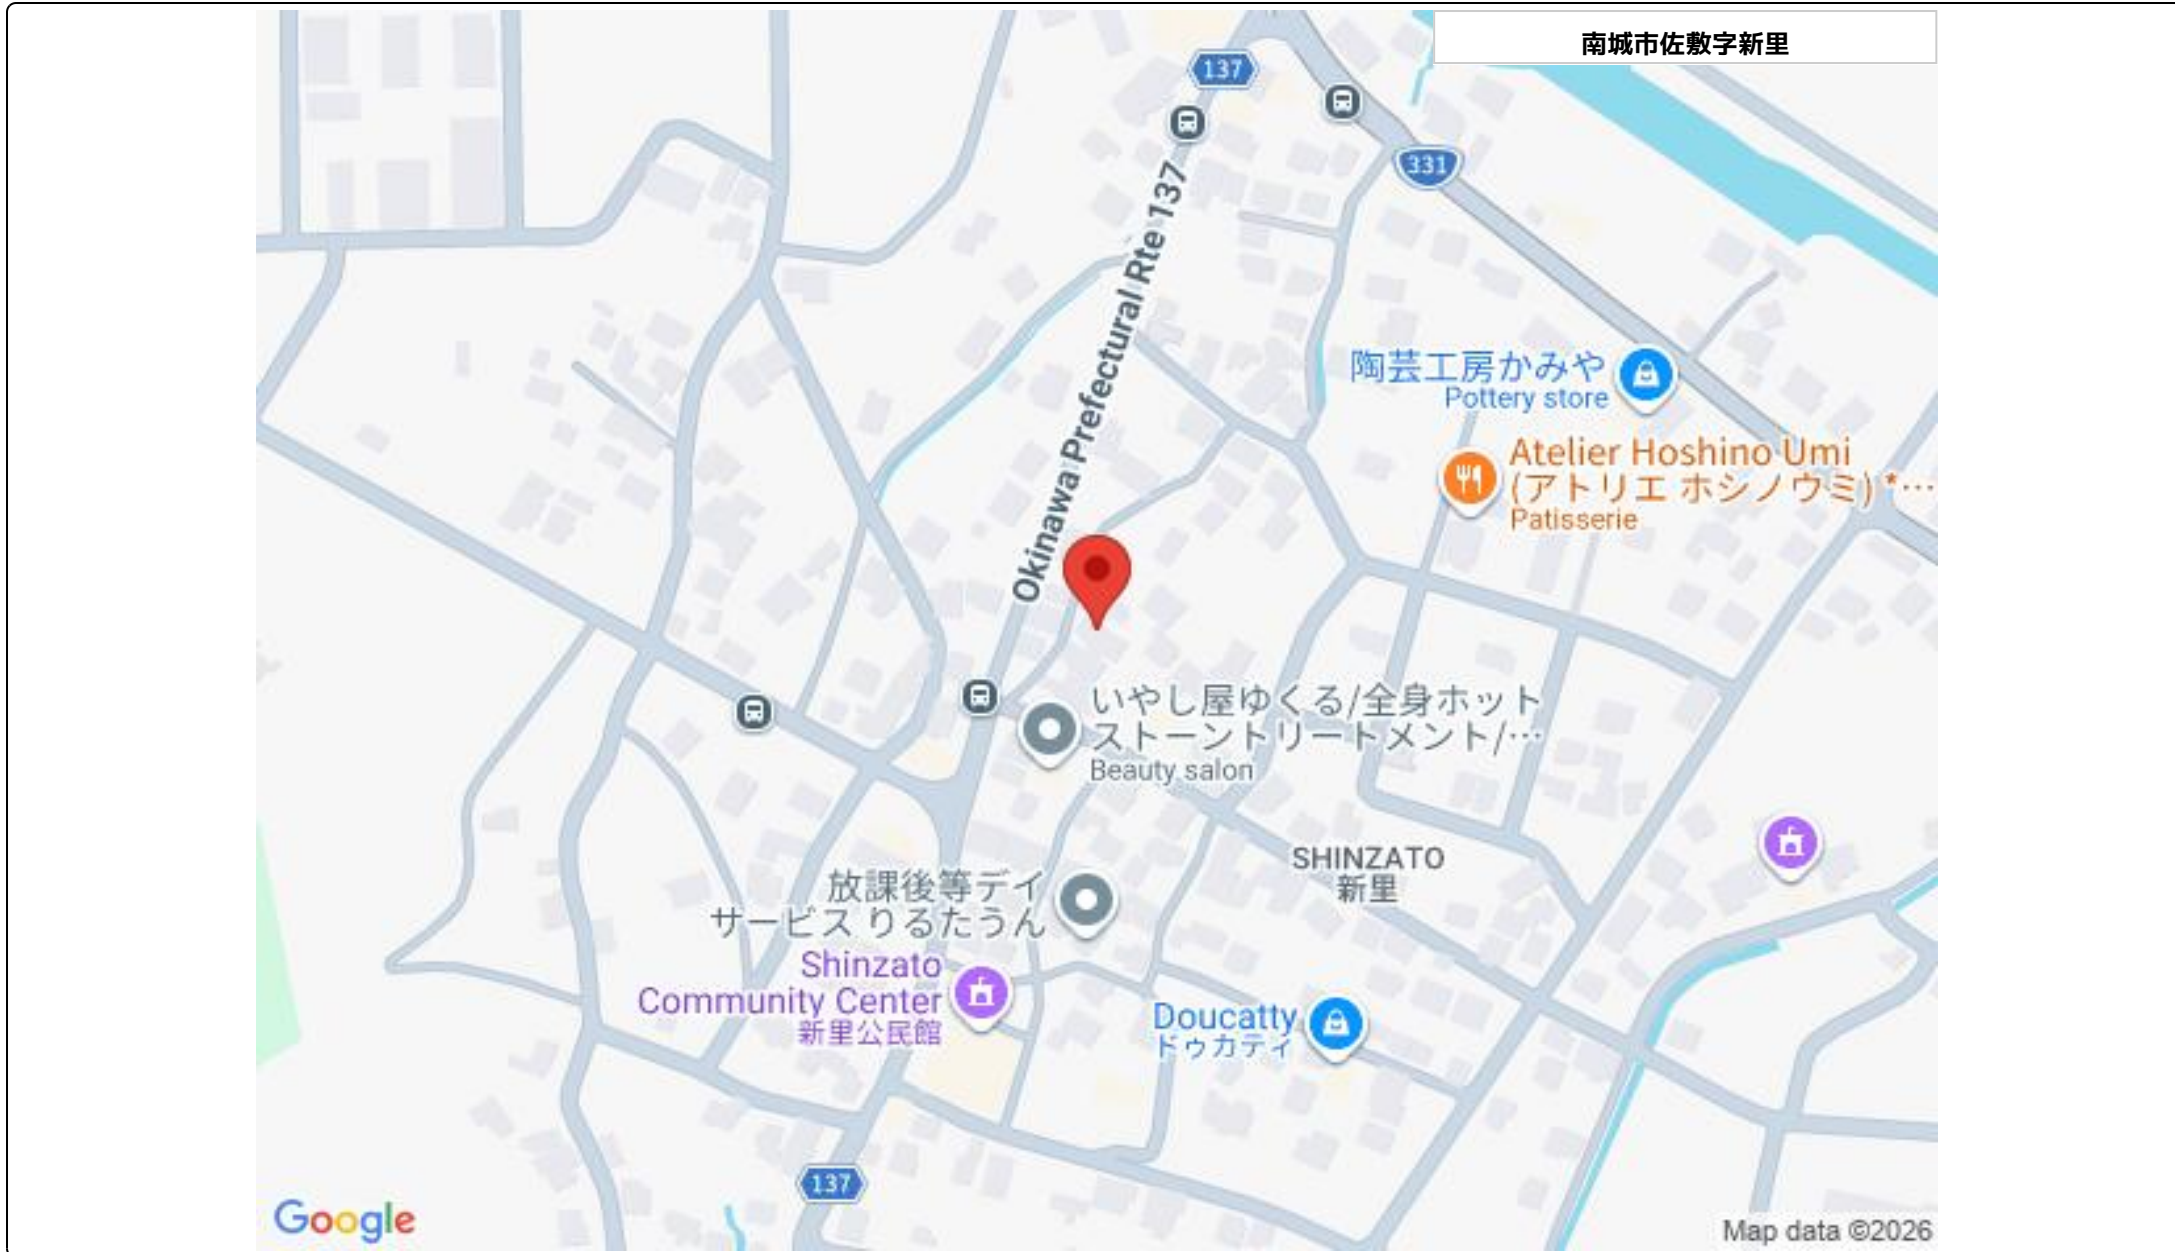 南城市佐敷字新里
137
331
Okinawa Prefectural Rte 137
陶芸工房かみや
Pottery store
Atelier Hoshino Umi
(アトリエ ホシノウミ) *…
Patisserie
いやし屋ゆくる/全身ホット
ストーントリートメント/…
Beauty salon
SHINZATO
新里
放課後等デイ
サービス りるたうん
Shinzato
Community Center
新里公民館
Doucatty
ドゥカティ
137
Google
Map data ©2026